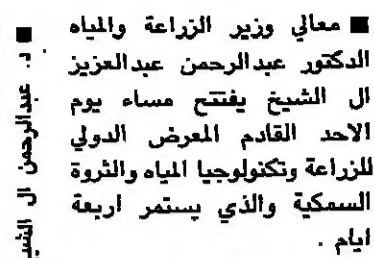 ■ معالي وزير الزراعة والمياه
الدكتور عبدالرحمن عبدالعزيز
ال الشيخ يفتتح مساء يوم
الاحد القادم المعرض الدولي
للزراعة وتكنولوجيا المياه والثروة
السمكية والذي يستمر اربعة
ايام .
■ د. عبدالرحمن ال